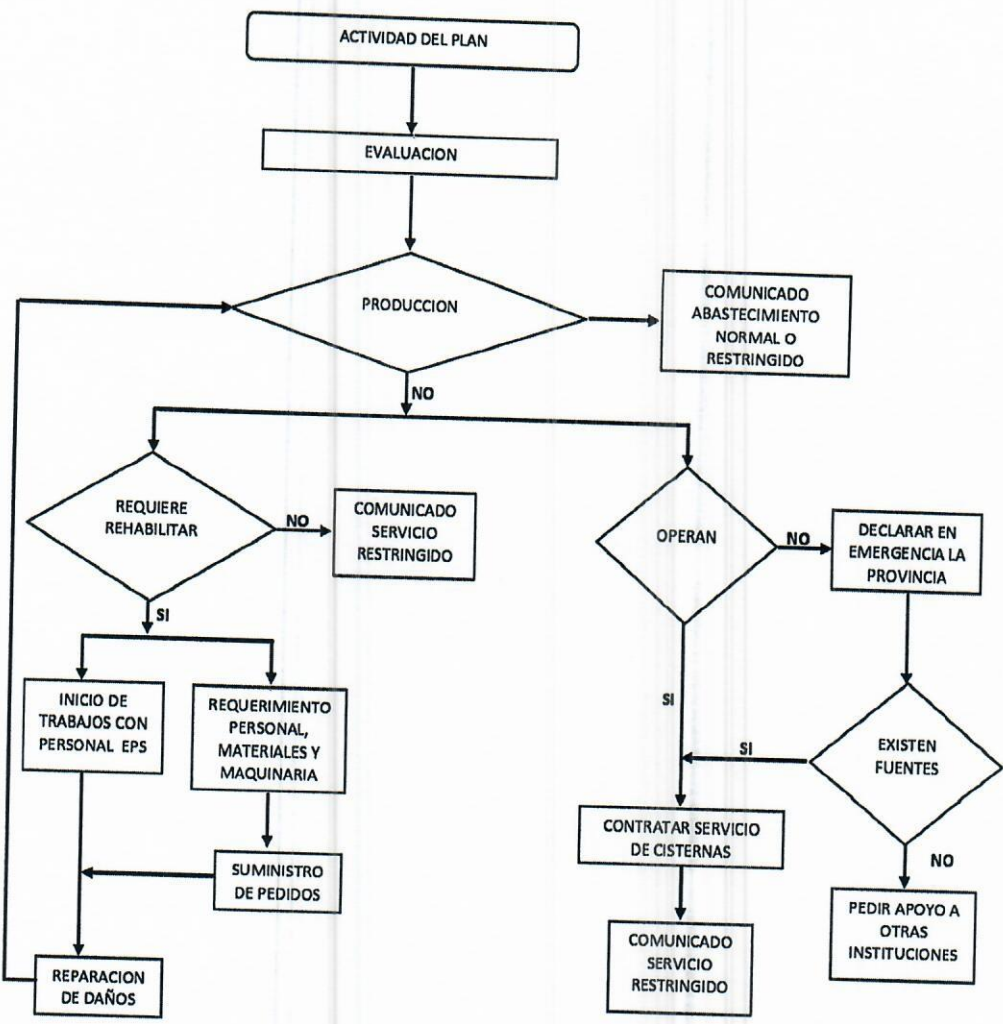 ACTIVIDAD DEL PLAN
EVALUACION
PRODUCCION
COMUNICADO
ABASTECIMIENTO
NORMAL O
RESTRINGIDO
NO
REQUIERE
REHABILITAR
NO
COMUNICADO
SERVICIO
RESTRINGIDO
OPERAN
NO
DECLARAR EN
EMERGENCIA LA
PROVINCIA
SI
INICIO DE
TRABAJOS CON
PERSONAL EPS
REQUERIMIENTO
PERSONAL,
MATERIALES Y
MAQUINARIA
SI
SI
EXISTEN
FUENTES
CONTRATAR SERVICIO
DE CISTERNAS
NO
SUMINISTRO
DE PEDIDOS
PEDIR APOYO A
OTRAS
INSTITUCIONES
COMUNICADO
SERVICIO
RESTRINGIDO
REPARACION
DE DAÑOS